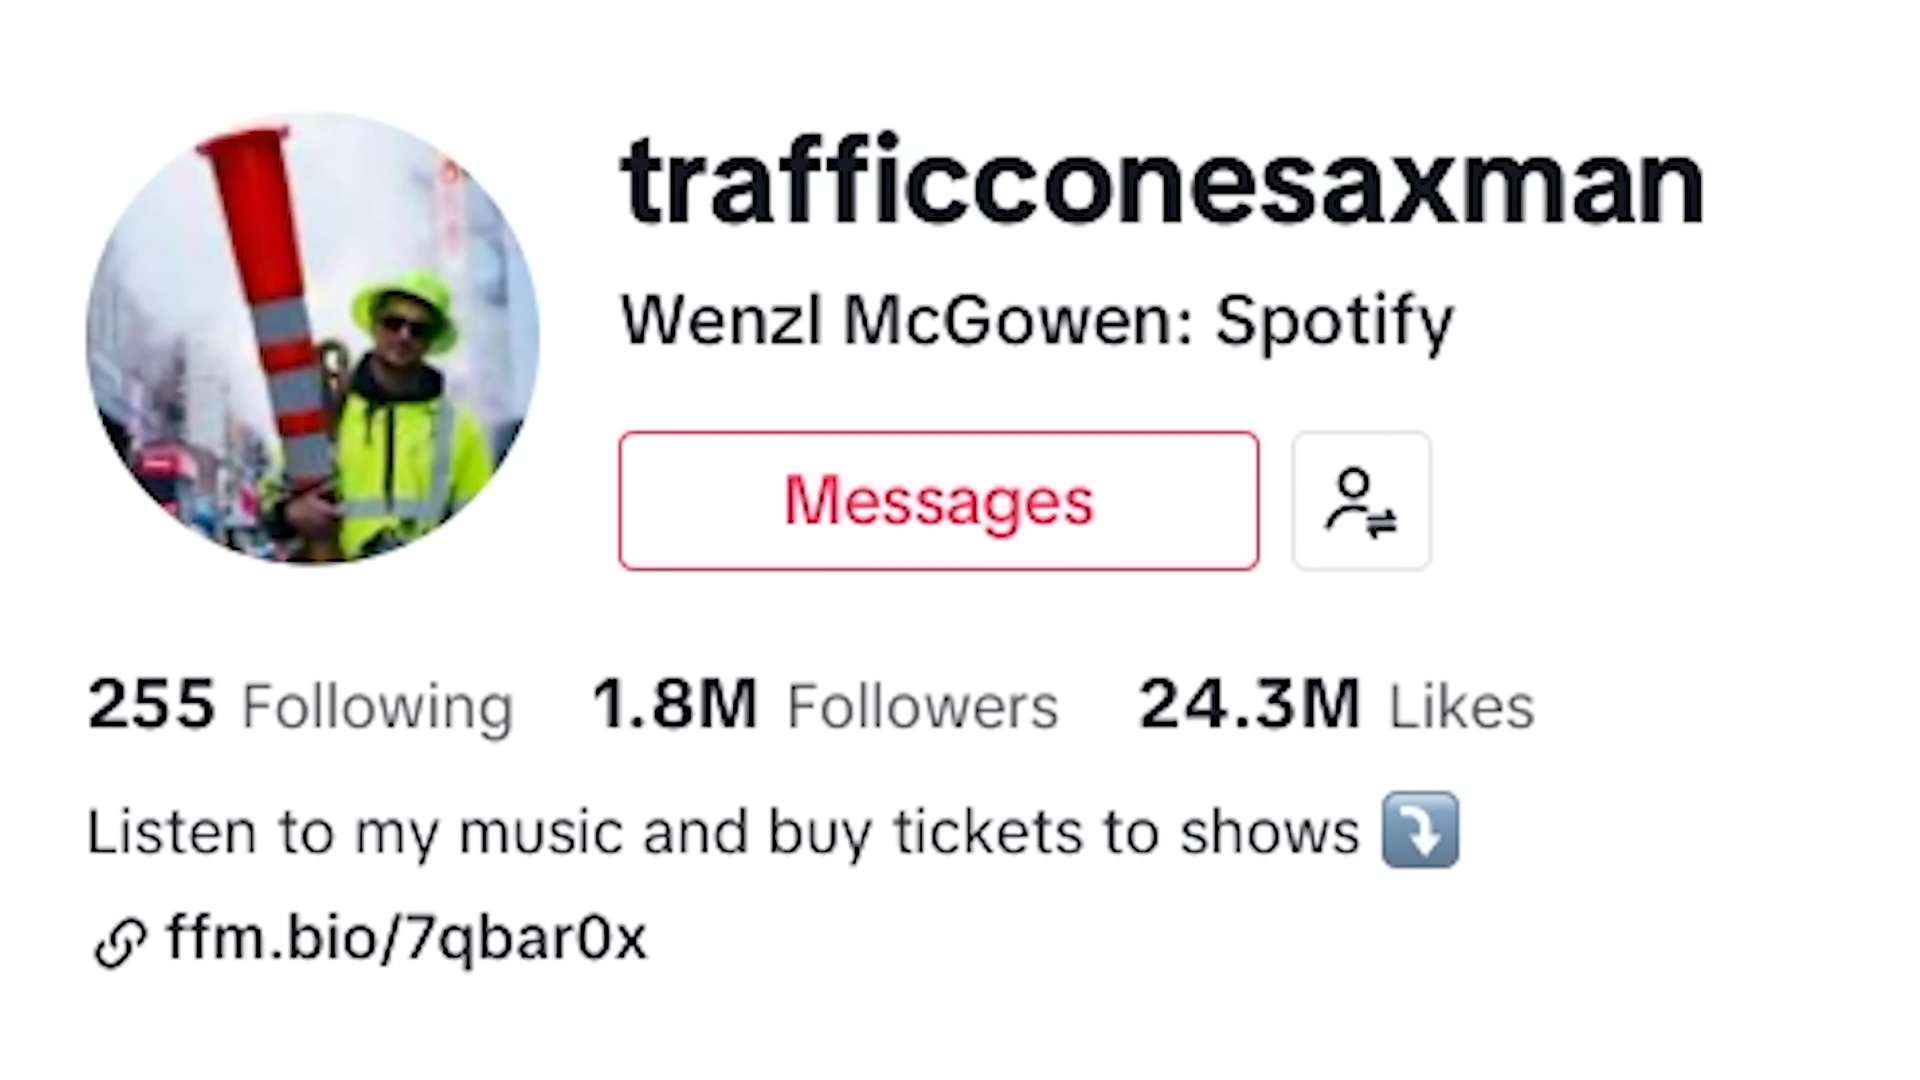 trafficconesaxman
Wenzl McGowen: Spotify
Messages
255 Following 1.8M Followers 24.3M Likes
Listen to my music and buy tickets to shows ⤵️
ffm.bio/7qbar0x